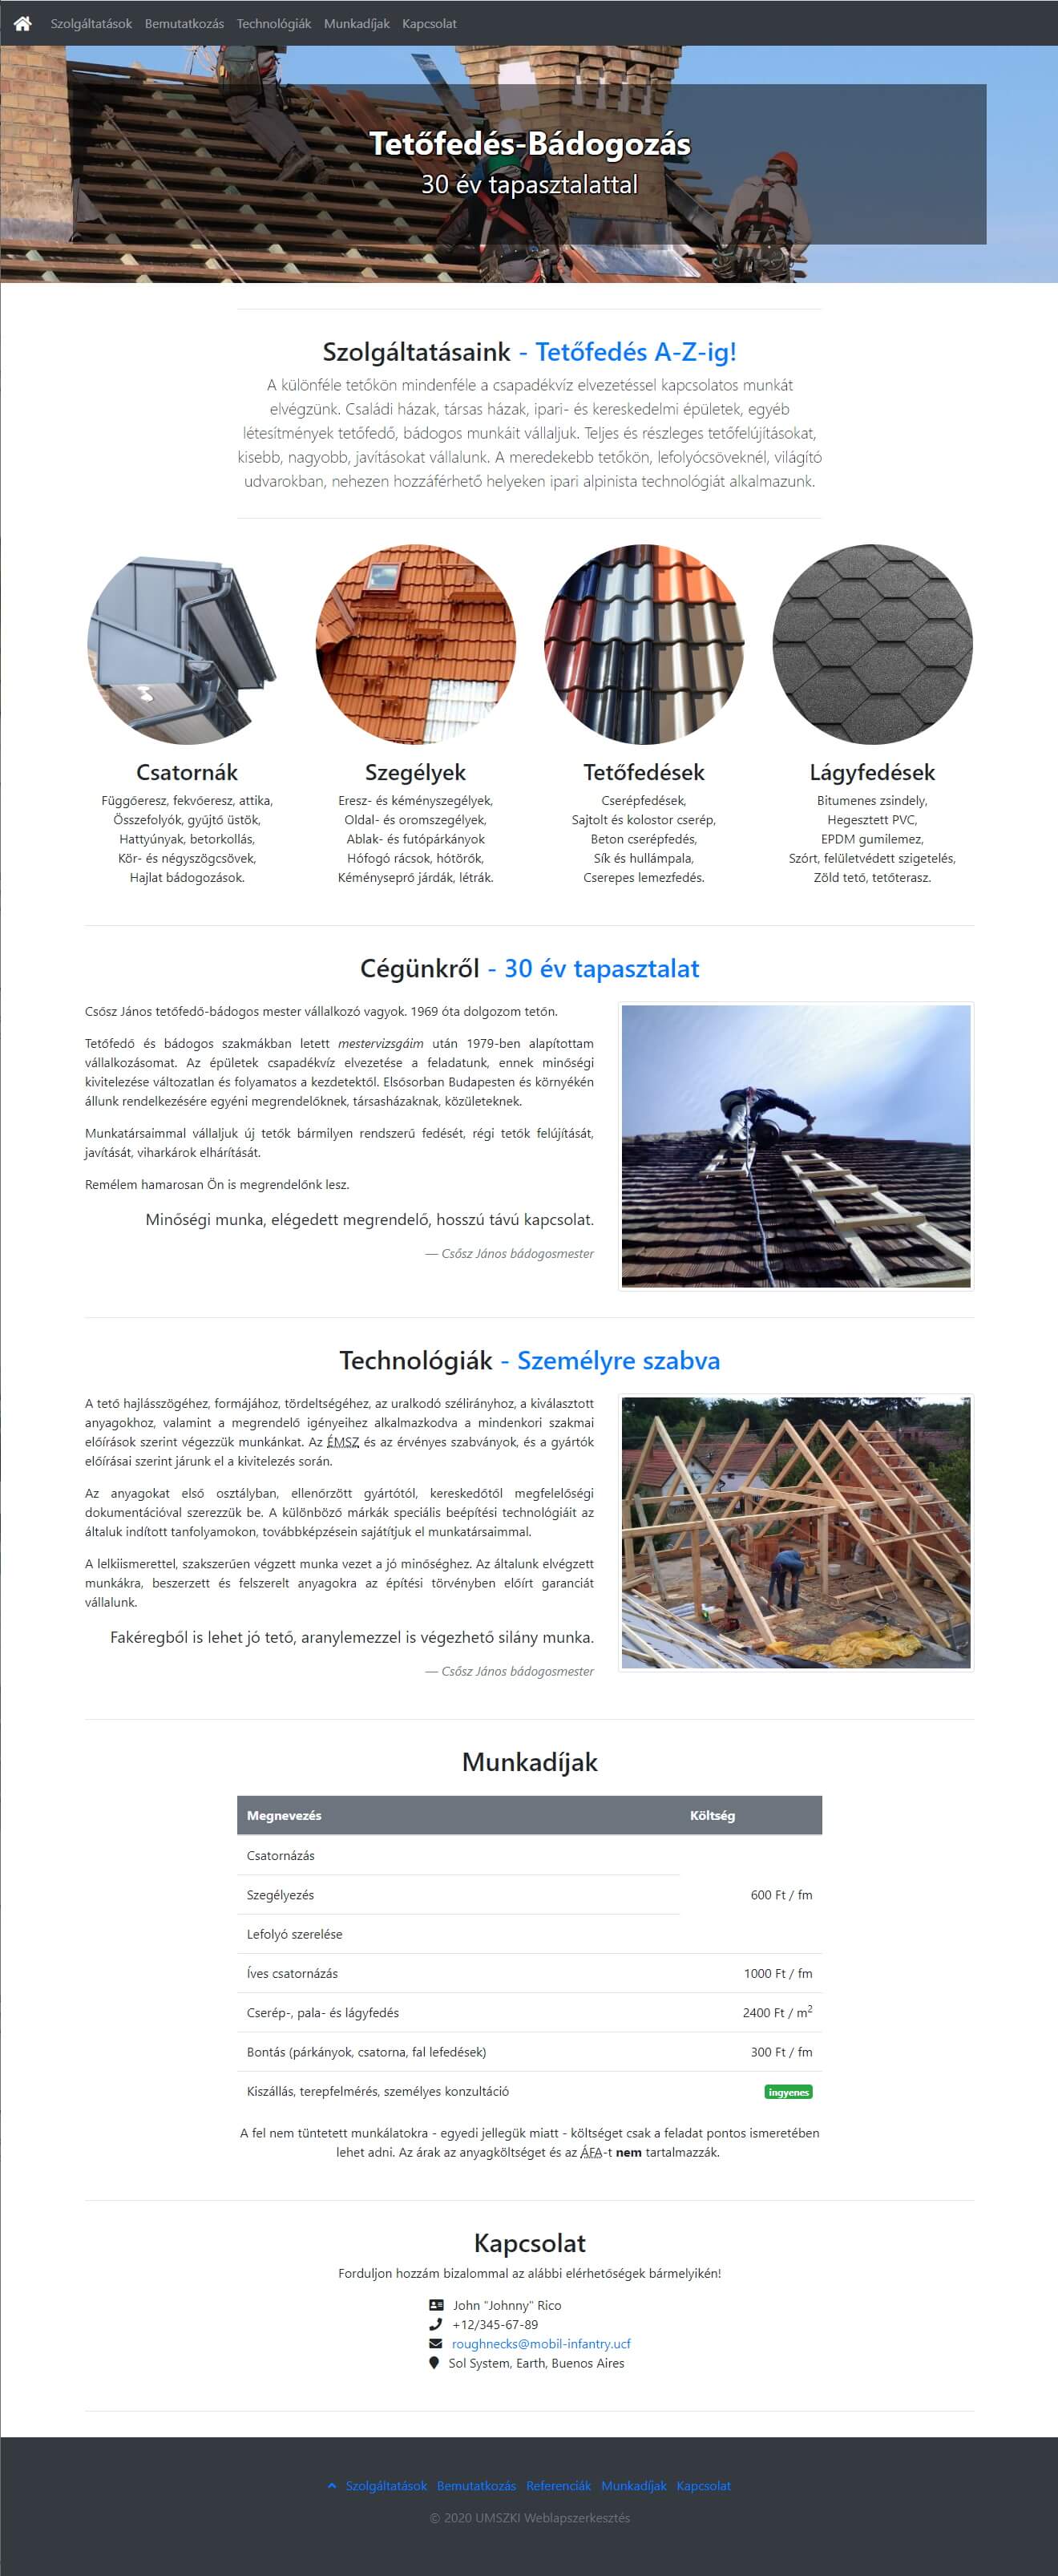 Szolgáltatások Bemutatkozás Technológiák Munkadíjak Kapcsolat
Tetőfedés-Bádogozás
30 év tapasztalattal
Szolgáltatásaink - Tetőfedés A-Z-ig!
A különféle tetőkön mindenféle a csapadékvíz elvezetéssel kapcsolatos munkát
elvégzünk. Családi házak, társas házak, ipari- és kereskedelmi épületek, egyéb
létesítmények tetőfedő, bádogos munkáit vállaljuk. Teljes és részleges tetőfelújításokat,
kisebb, nagyobb, javításokat vállalunk. A meredekebb tetőkön, lefolyócsöveknél, világító
udvarokban, nehezen hozzáférhető helyeken ipari alpinista technológiát alkalmazunk.
Csatornák
Függőeresz, fekvőeresz, attika,
Összefolyók, gyűjtő üstök,
Hattyúnyak, betorkollás,
Kör- és négyszögcsövek,
Hajlat bádogozások.
Szegélyek
Eresz- és kéményszegélyek,
Oldal- és oromszegélyek,
Ablak- és futópárkányok
Hófogó rácsok, hótörők,
Kéményseprő járdák, létrák.
Tetőfedések
Cserépfedések,
Sajtolt és kolostor cserép,
Beton cserépfedés,
Sík és hullámpala,
Cserepes lemezfedés.
Lágyfedések
Bitumenes zsindely,
Hegesztett PVC,
EPDM gumilemez,
Szórt, felületvédett szigetelés,
Zöld tető, tetőterasz.
Cégünkről - 30 év tapasztalat
Csősz János tetőfedő-bádogos mester vállalkozó vagyok. 1969 óta dolgozom tetőn.
Tetőfedő és bádogos szakmákban letett mestervizsgáim után 1979-ben alapítottam
vállalkozásomat. Az épületek csapadékvíz elvezetése a feladatunk, ennek minőségi
kivitelezése változatlan és folyamatos a kezdetektől. Elsősorban Budapesten és környékén
állunk rendelkezésére egyéni megrendelőknek, társasházaknak, közületeknek.
Munkatársaimmal vállaljuk új tetők bármilyen rendszerű fedését, régi tetők felújítását,
javítását, viharkárok elhárítását.
Remélem hamarosan Ön is megrendelőnk lesz.
Minőségi munka, elégedett megrendelő, hosszú távú kapcsolat.
— Csősz János bádogosmester
Technológiák - Személyre szabva
A tető hajlásszögéhez, formájához, tördeltségéhez, az uralkodó szélirányhoz, a kiválasztott
anyagokhoz, valamint a megrendelő igényeihez alkalmazkodva a mindenkori szakmai
előírások szerint végezzük munkánkat. Az ÉMSZ és az érvényes szabványok, és a gyártók
előírásai szerint járunk el a kivitelezés során.
Az anyagokat első osztályban, ellenőrzött gyártótól, kereskedőtől megfelelőségi
dokumentációval szerezzük be. A különböző márkák speciális beépítési technológiáit az
általuk indított tanfolyamokon, továbbképzésein sajátítjuk el munkatársaimmal.
A lelkiismerettel, szakszerűen végzett munka vezet a jó minőséghez. Az általunk elvégzett
munkákra, beszerzett és felszerelt anyagokra az építési törvényben előírt garanciát
vállalunk.
Fakéregből is lehet jó tető, aranylemezzel is végezhető silány munka.
— Csősz János bádogosmester
Munkadíjak
Megnevezés Költség
Csatornázás
Szegélyezés 600 Ft / fm
Lefolyó szerelése
Íves csatornázás 1000 Ft / fm
Cserép-, pala- és lágyfedés 2400 Ft / m²
Bontás (párkányok, csatorna, fal lefedések) 300 Ft / fm
Kiszállás, terepfelmérés, személyes konzultáció ingyenes
A fel nem tüntetett munkálatokra - egyedi jellegük miatt - költséget csak a feladat pontos ismeretében
lehet adni. Az árak az anyagköltséget és az ÁFA-t nem tartalmazzák.
Kapcsolat
Forduljon hozzám bizalommal az alábbi elérhetőségek bármelyikén!
John "Johnny" Rico
+12/345-67-89
roughnecks@mobil-infantry.ucf
Sol System, Earth, Buenos Aires
Szolgáltatások Bemutatkozás Referenciák Munkadíjak Kapcsolat
© 2020 UMSZKI Weblapszerkesztés